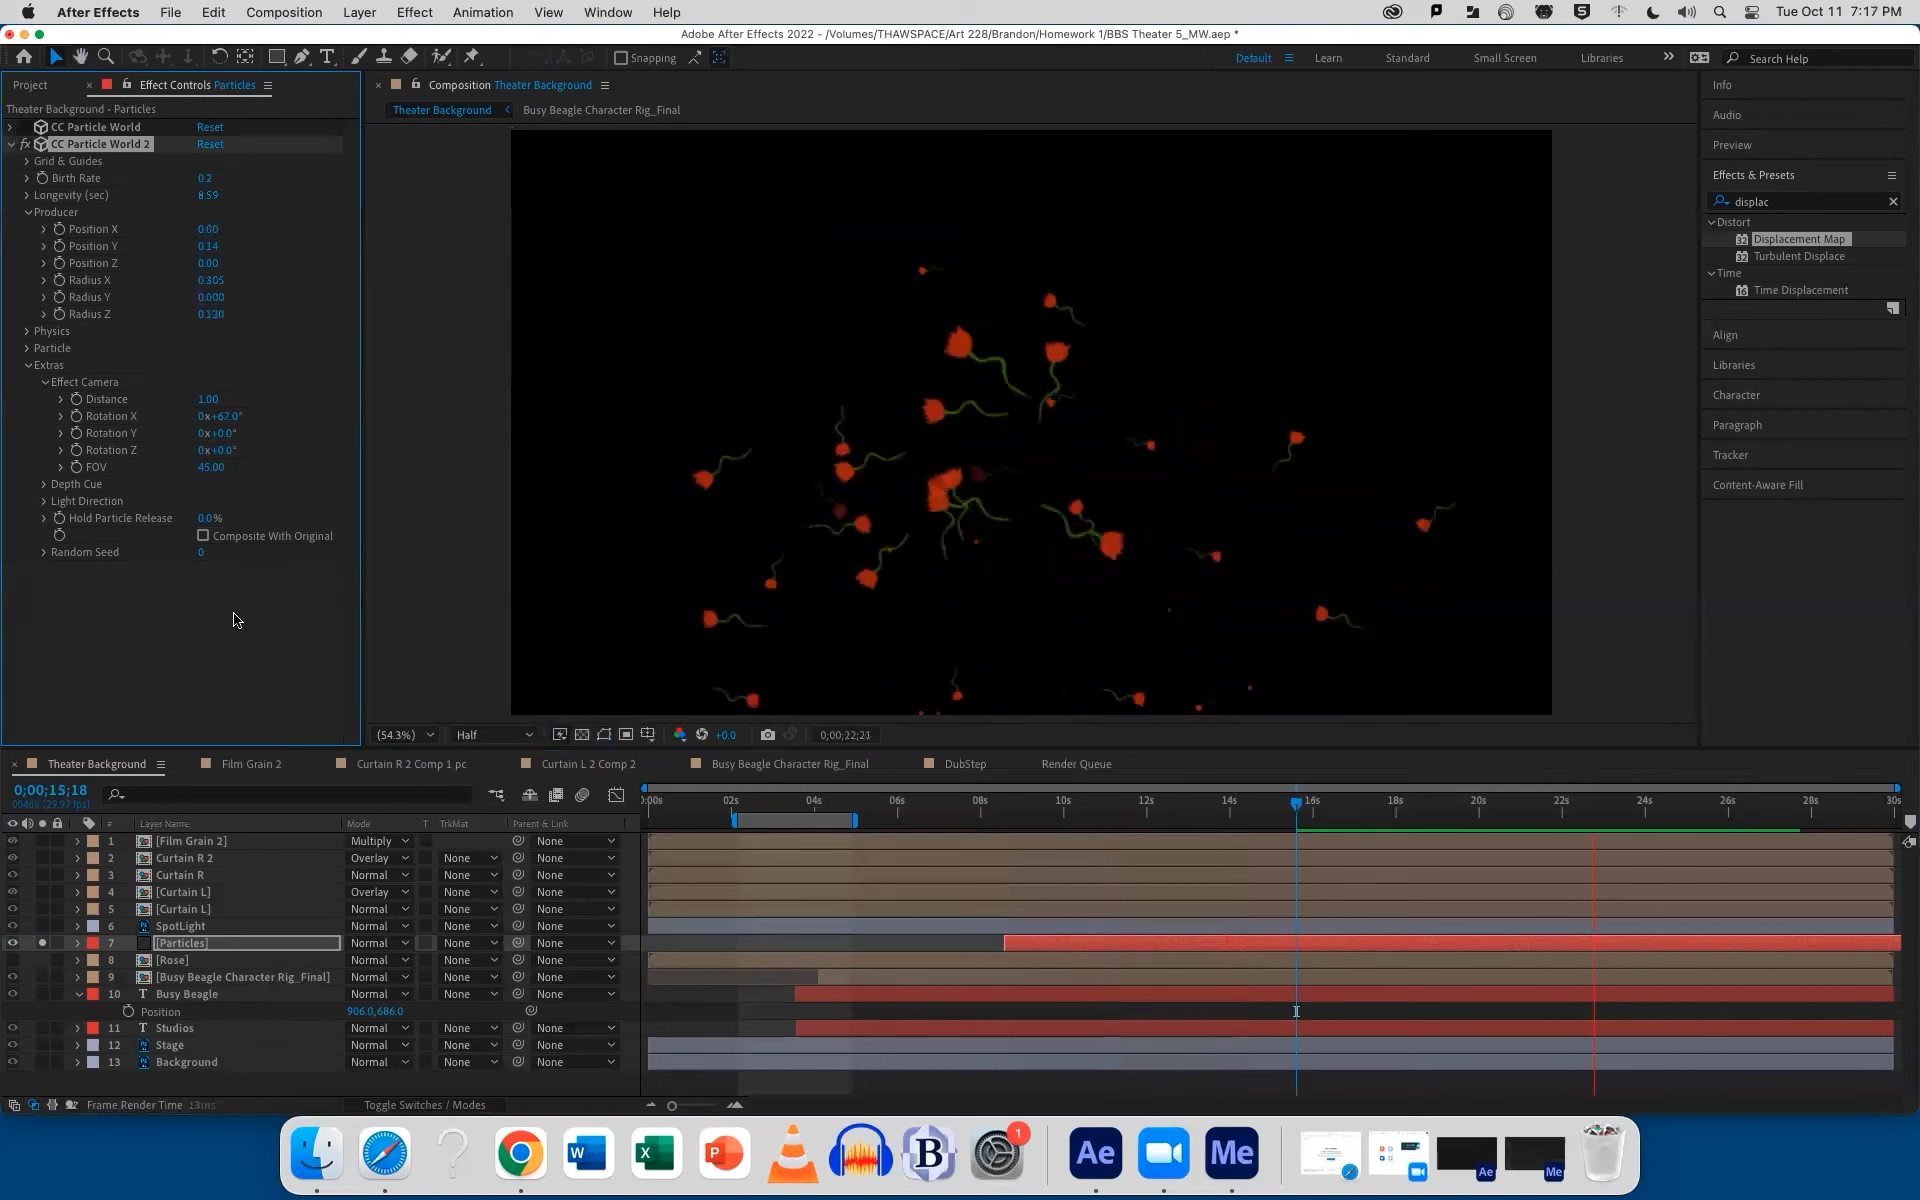 After Effects File Edit Composition Layer Effect Animation View Window Help Tue Oct 11 7:17 PM
Adobe After Effects 2022 - /Volumes/THAWSPACE/Art 228/Brandon/Homework 1/BBS Theater 5_MW.aep *
Snapping Default Learn Standard Small Screen Libraries Search Help
Project Effect Controls Particles
Theater Background • Particles
CC Particle World Reset
fx CC Particle World 2 Reset
Grid & Guides
Birth Rate 0.2
Longevity (sec) 8.59
Producer
Position X 0.00
Position Y 0.14
Position Z 0.00
Radius X 0.305
Radius Y 0.000
Radius Z 0.120
Physics
Particle
Extras
Effect Camera
Distance 1.00
Rotation X 0x+62.0°
Rotation Y 0x+0.0°
Rotation Z 0x+0.0°
FOV 45.00
Depth Cue
Light Direction
Hold Particle Release 0.0%
Composite With Original
Random Seed 0
Composition Theater Background
Theater Background Busy Beagle Character Rig_Final
(54.3%) Half +0.0 0;00;22;21
Info
Audio
Preview
Effects & Presets
displac
Distort
32 Displacement Map
32 Turbulent Displace
Time
16 Time Displacement
Align
Libraries
Character
Paragraph
Tracker
Content-Aware Fill
Theater Background Film Grain 2 Curtain R 2 Comp 1 pc Curtain L 2 Comp 2 Busy Beagle Character Rig_Final DubStep Render Queue
0;00;15;18
(29.97 fps)
):00s 02s 04s 06s 08s 10s 12s 14s 16s 18s 20s 22s 24s 26s 28s 30s
# Layer Name Mode T TrkMat Parent & Link
1 [Film Grain 2] Multiply None
2 Curtain R 2 Overlay None None
3 Curtain R Normal None None
4 [Curtain L] Overlay None None
5 [Curtain L] Normal None None
6 SpotLight Normal None None
7 [Particles] Normal None None
8 [Rose] Normal None None
9 [Busy Beagle Character Rig_Final] Normal None None
10 T Busy Beagle Normal None None
Position 906.0,686.0
11 T Studios Normal None None
12 Stage Normal None None
13 Background Normal None None
Frame Render Time 13ms Toggle Switches / Modes
W X P B 1 Ae Me Ae Me